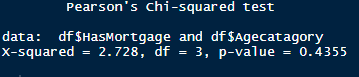 Pearson's Chi-squared test
data:  df$HasMortgage and df$Agecatagory
X-squared = 2.728, df = 3, p-value = 0.4355